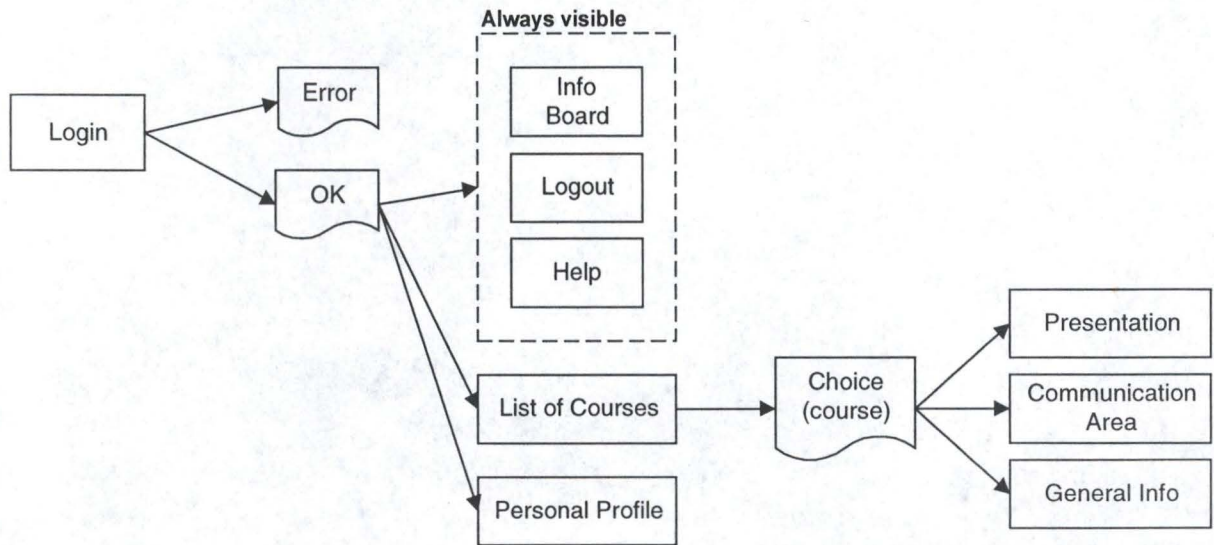 Always visible
Login
Error
OK
Info
Board
Logout
Help
List of Courses
Personal Profile
Choice
(course)
Presentation
Communication
Area
General Info